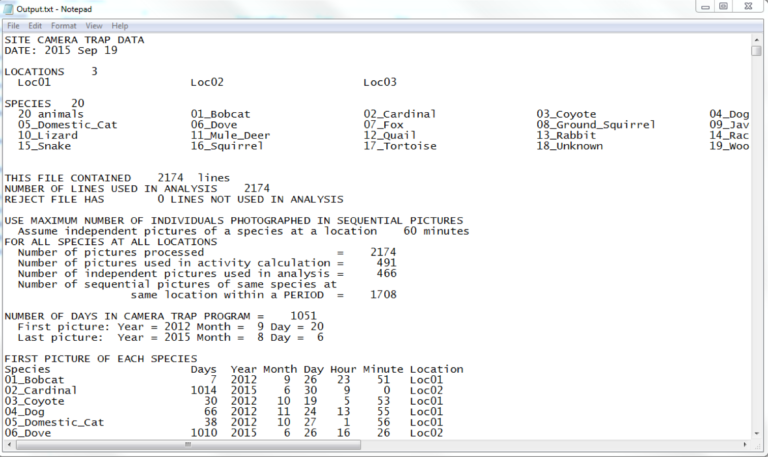 Output.txt - Notepad
File Edit Format View Help
SITE CAMERA TRAP DATA
DATE: 2015 Sep 19
LOCATIONS 3
Loc01 Loc02 Loc03
SPECIES 20
20 animals 01_Bobcat 02_Cardinal 03_Coyote 04_Dog
05_Domestic_Cat 06_Dove 07_Fox 08_Ground_Squirrel 09_Jav
10_Lizard 11_Mule_Deer 12_Quail 13_Rabbit 14_Rac
15_Snake 16_Squirrel 17_Tortoise 18_Unknown 19_Woo
THIS FILE CONTAINED 2174 lines
NUMBER OF LINES USED IN ANALYSIS 2174
REJECT FILE HAS 0 LINES NOT USED IN ANALYSIS
USE MAXIMUM NUMBER OF INDIVIDUALS PHOTOGRAPHED IN SEQUENTIAL PICTURES
Assume independent pictures of a species at a location 60 minutes
FOR ALL SPECIES AT ALL LOCATIONS
Number of pictures processed = 2174
Number of pictures used in activity calculation = 491
Number of independent pictures used in analysis = 466
Number of sequential pictures of same species at
same location within a PERIOD = 1708
NUMBER OF DAYS IN CAMERA TRAP PROGRAM = 1051
First picture: Year = 2012 Month = 9 Day = 20
Last picture: Year = 2015 Month = 8 Day = 6
FIRST PICTURE OF EACH SPECIES
Species Days Year Month Day Hour Minute Location
01_Bobcat 7 2012 9 26 23 51 Loc01
02_Cardinal 1014 2015 6 30 9 0 Loc02
03_Coyote 30 2012 10 19 5 53 Loc01
04_Dog 66 2012 11 24 13 55 Loc01
05_Domestic_Cat 38 2012 10 27 1 56 Loc01
06_Dove 1010 2015 6 26 16 26 Loc02